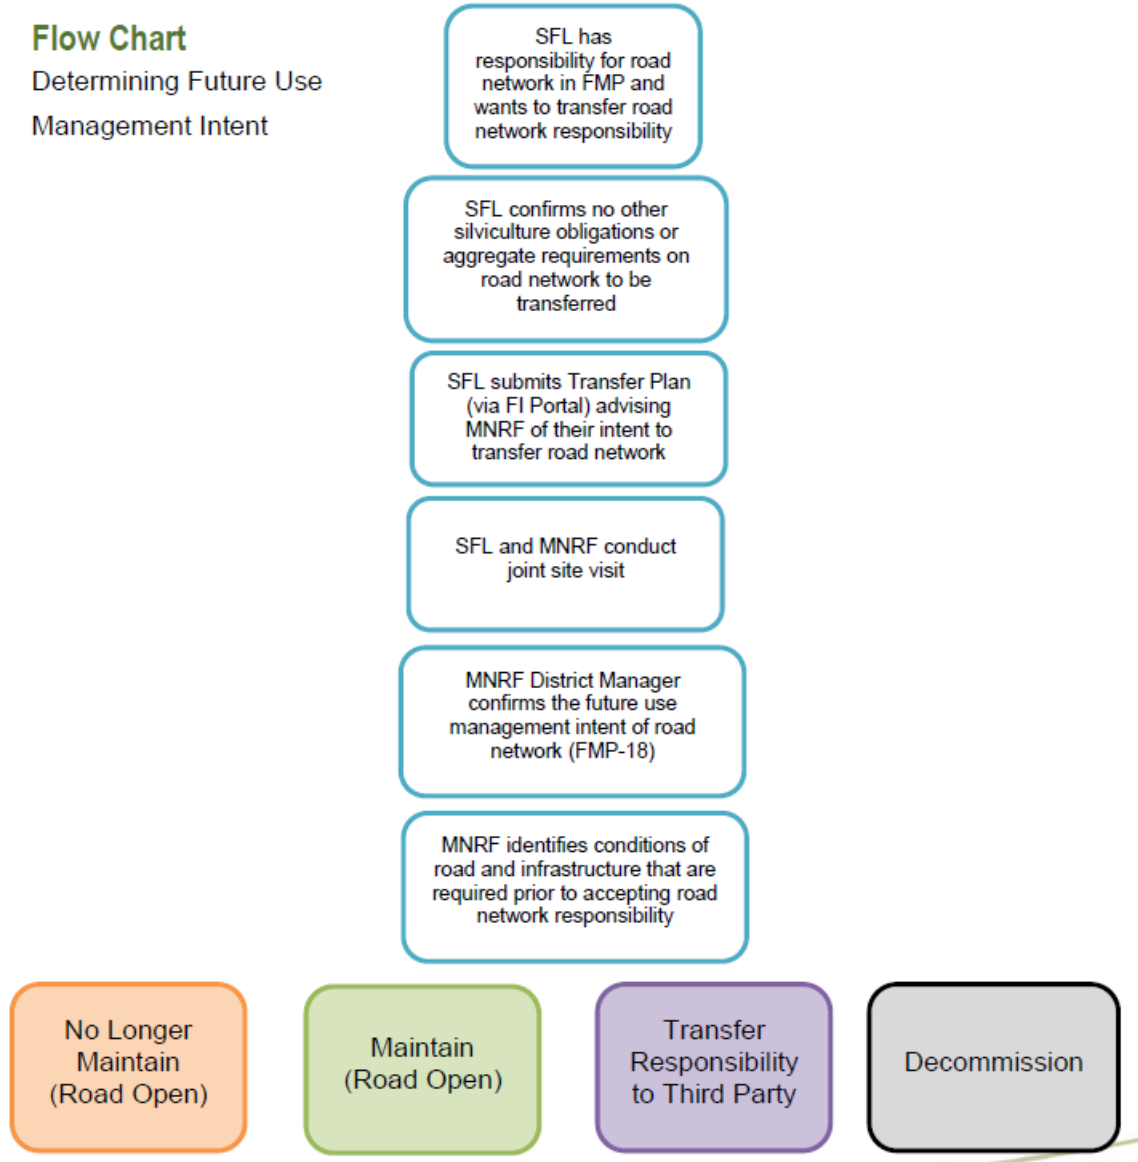 Flow Chart
Determining Future Use
Management Intent
SFL has
responsibility for road
network in FMP and
wants to transfer road
network responsibility
SFL confirms no other
silviculture obligations or
aggregate requirements on
road network to be
transferred
SFL submits Transfer Plan
(via FI Portal) advising
MNRF of their intent to
transfer road network
SFL and MNRF conduct
joint site visit
MNRF District Manager
confirms the future use
management intent of road
network (FMP-18)
MNRF identifies conditions of
road and infrastructure that are
required prior to accepting road
network responsibility
No Longer
Maintain
(Road Open)
Maintain
(Road Open)
Transfer
Responsibility
to Third Party
Decommission